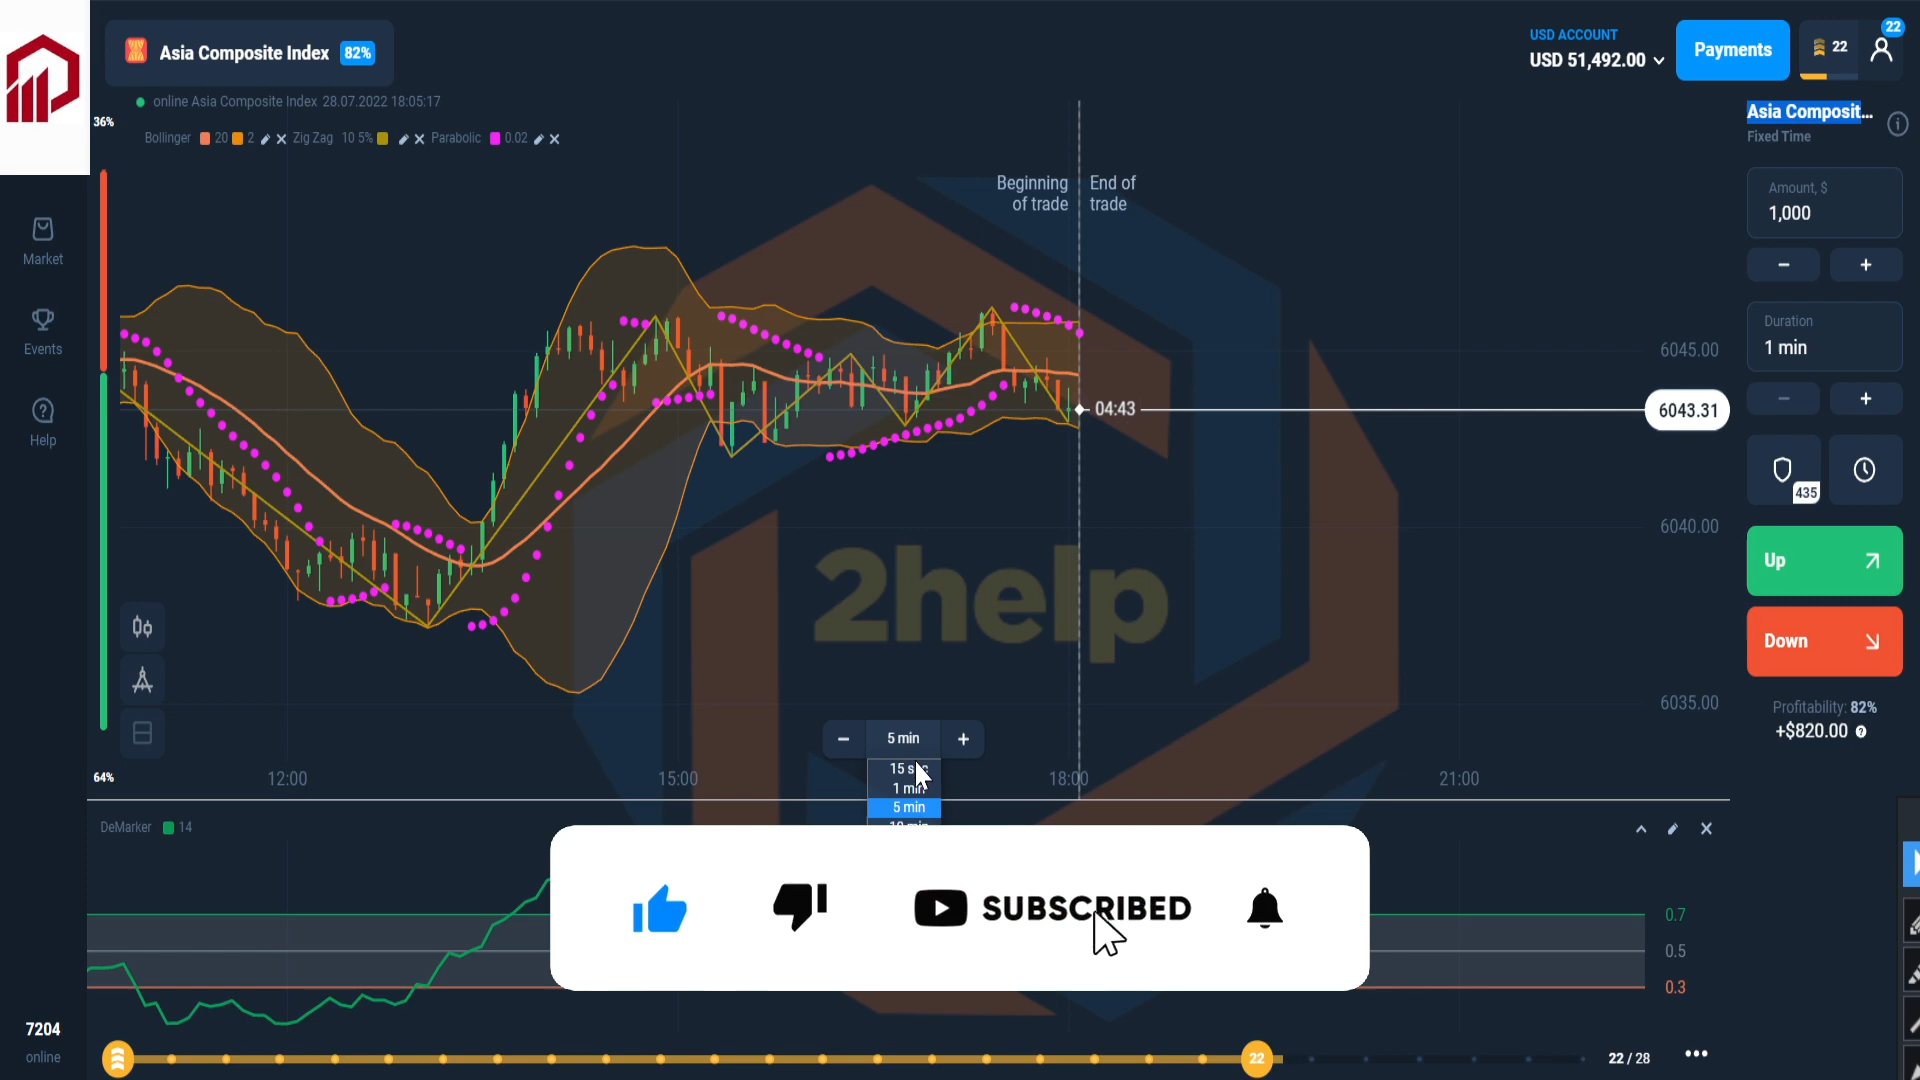 Asia Composite Index 82%
USD ACCOUNT
USD 51,492.00
Payments
22
22
online Asia Composite Index 28.07.2022 18:05:17
36%
Bollinger 20 2 Zig Zag 10 5% Parabolic 0.02
Asia Composit...
Fixed Time
Beginning
of trade
End of
trade
Amount, $
1,000
Market
Events
Help
Duration
1 min
6045.00
04:43
6043.31
435
6040.00
Up
2help
Down
6035.00
Profitability: 82%
+$820.00
5 min
15
1 min
5 min
64%
12:00
15:00
18:00
21:00
DeMarker 14
SUBSCRIBED
0.7
0.5
0.3
7204
online
22
22 / 28